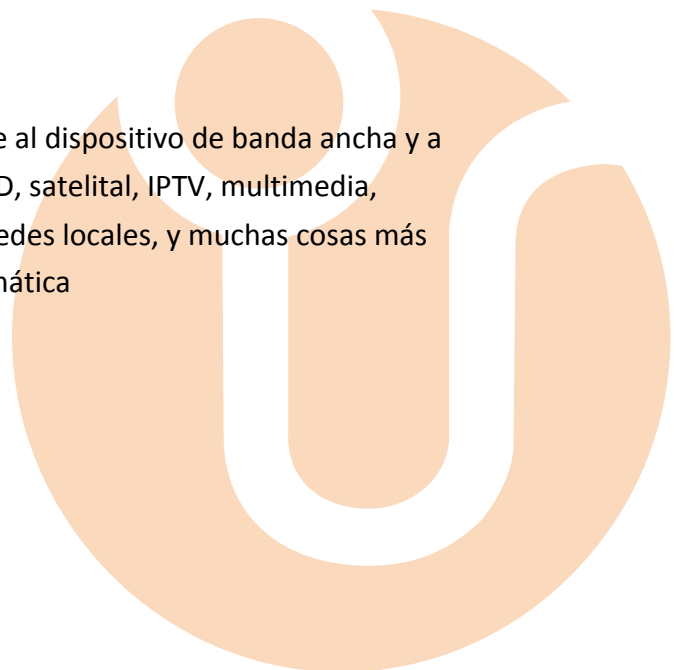 e al dispositivo de banda ancha y a
D, satelital, IPTV, multimedia,
edes locales, y muchas cosas más
nática